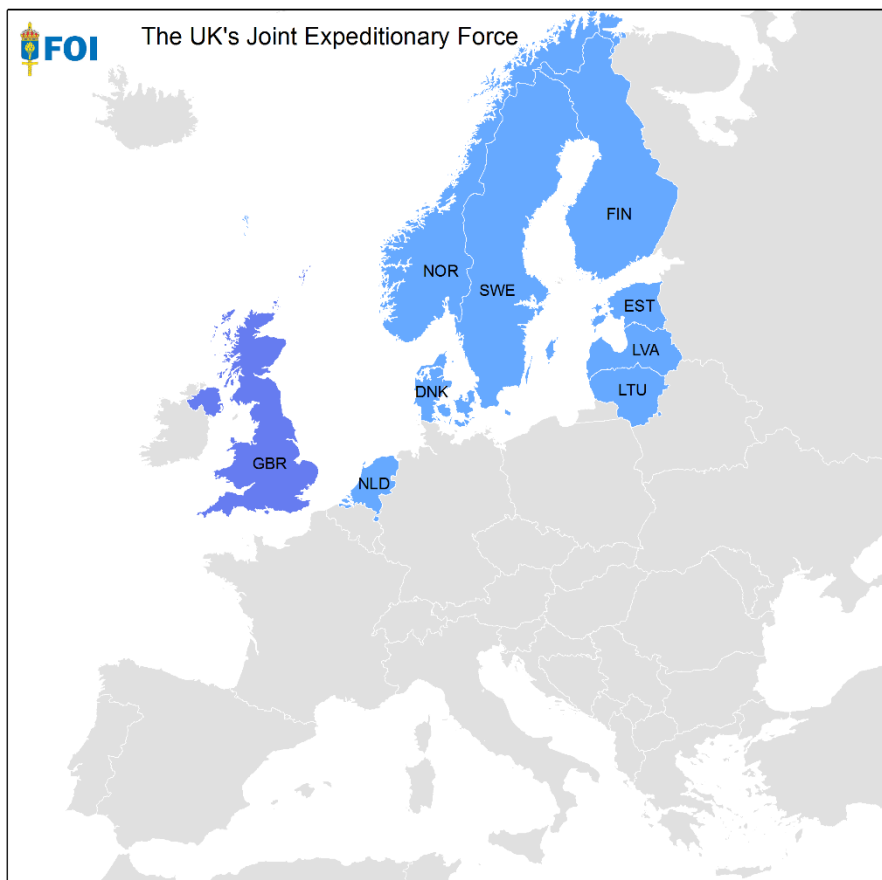 FOI
The UK's Joint Expeditionary Force
FIN
NOR
SWE
EST
LVA
LTU
DNK
GBR
NLD